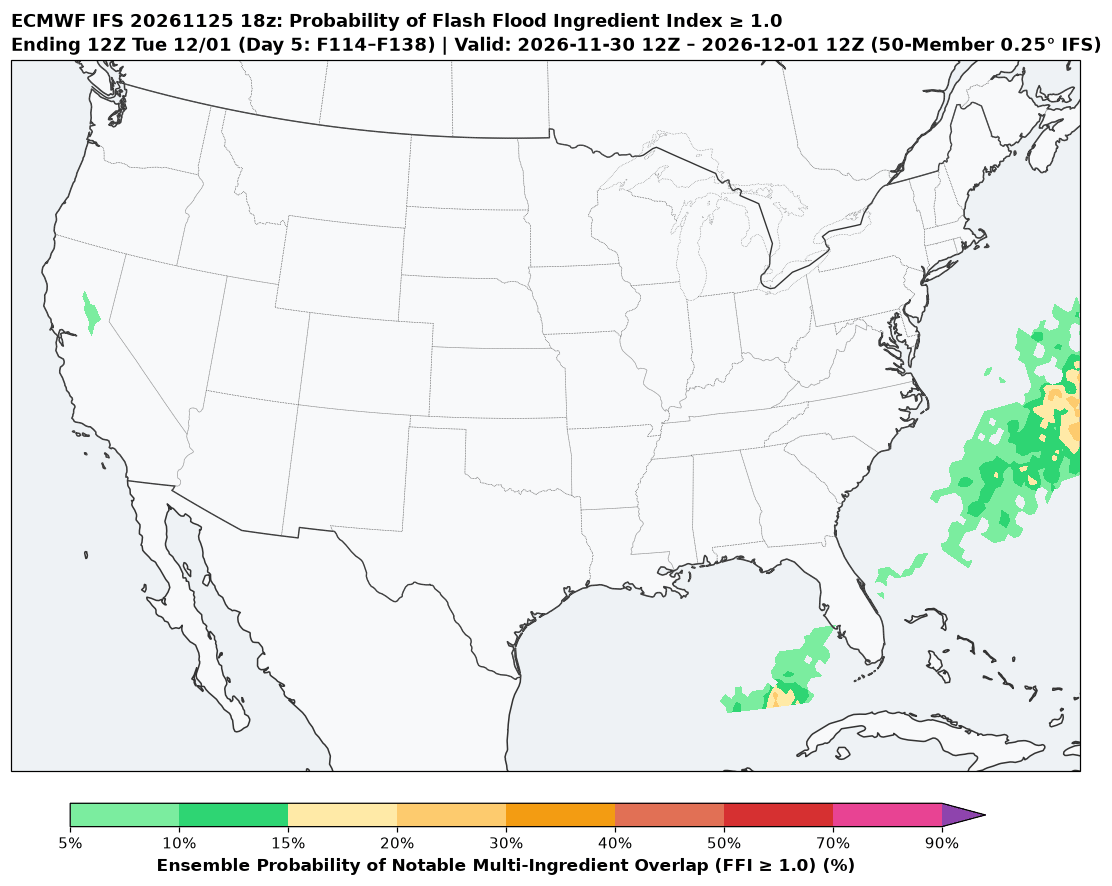 ECMWF IFS 20261125 18z: Probability of Flash Flood Ingredient Index ≥ 1.0
Ending 12Z Tue 12/01 (Day 5: F114–F138) | Valid: 2026-11-30 12Z – 2026-12-01 12Z (50-Member 0.25° IFS)
5% 10% 15% 20% 30% 40% 50% 70% 90%
Ensemble Probability of Notable Multi-Ingredient Overlap (FFI ≥ 1.0) (%)